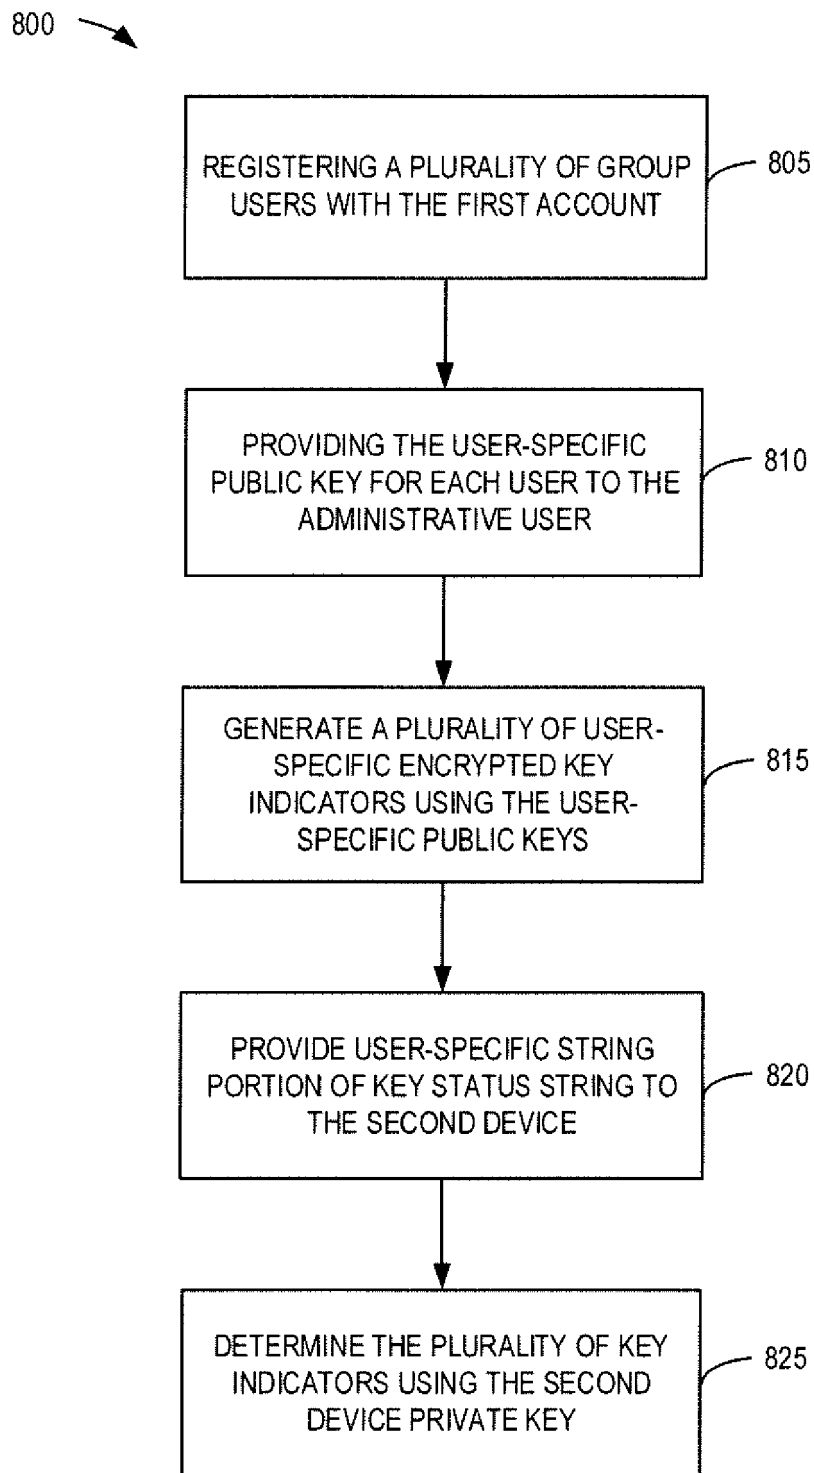 800
REGISTERING A PLURALITY OF GROUP
USERS WITH THE FIRST ACCOUNT
805
PROVIDING THE USER-SPECIFIC
PUBLIC KEY FOR EACH USER TO THE
ADMINISTRATIVE USER
810
GENERATE A PLURALITY OF USER-
SPECIFIC ENCRYPTED KEY
INDICATORS USING THE USER-
SPECIFIC PUBLIC KEYS
815
PROVIDE USER-SPECIFIC STRING
PORTION OF KEY STATUS STRING TO
THE SECOND DEVICE
820
DETERMINE THE PLURALITY OF KEY
INDICATORS USING THE SECOND
DEVICE PRIVATE KEY
825